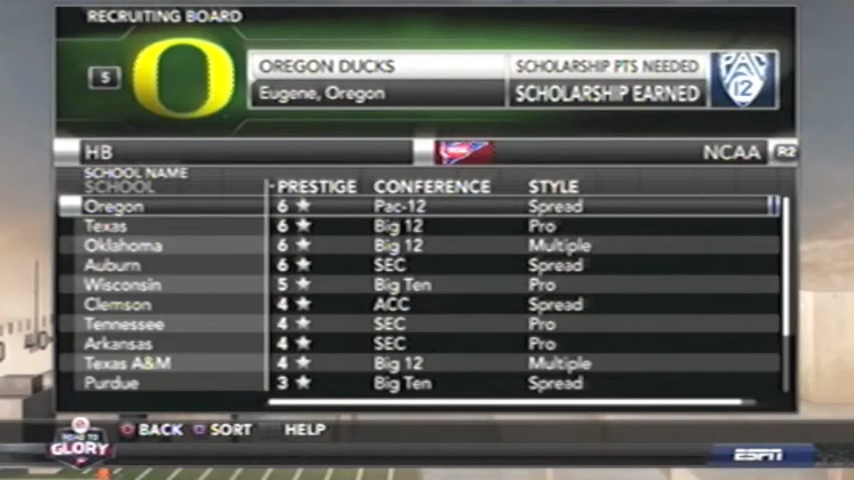 RECRUITING BOARD
5
OREGON DUCKS SCHOLARSHIP PTS NEEDED
Eugene, Oregon SCHOLARSHIP EARNED
PAC 12
HB NCAA R2
SCHOOL NAME
SCHOOL PRESTIGE CONFERENCE STYLE
Oregon 6 Pac-12 Spread
Texas 6 Big 12 Pro
Oklahoma 6 Big 12 Multiple
Auburn 6 SEC Spread
Wisconsin 5 Big Ten Pro
Clemson 4 ACC Spread
Tennessee 4 SEC Pro
Arkansas 4 SEC Pro
Texas A&M 4 Big 12 Multiple
Purdue 3 Big Ten Spread
BACK SORT HELP
ROAD TO
GLORY
ESPN